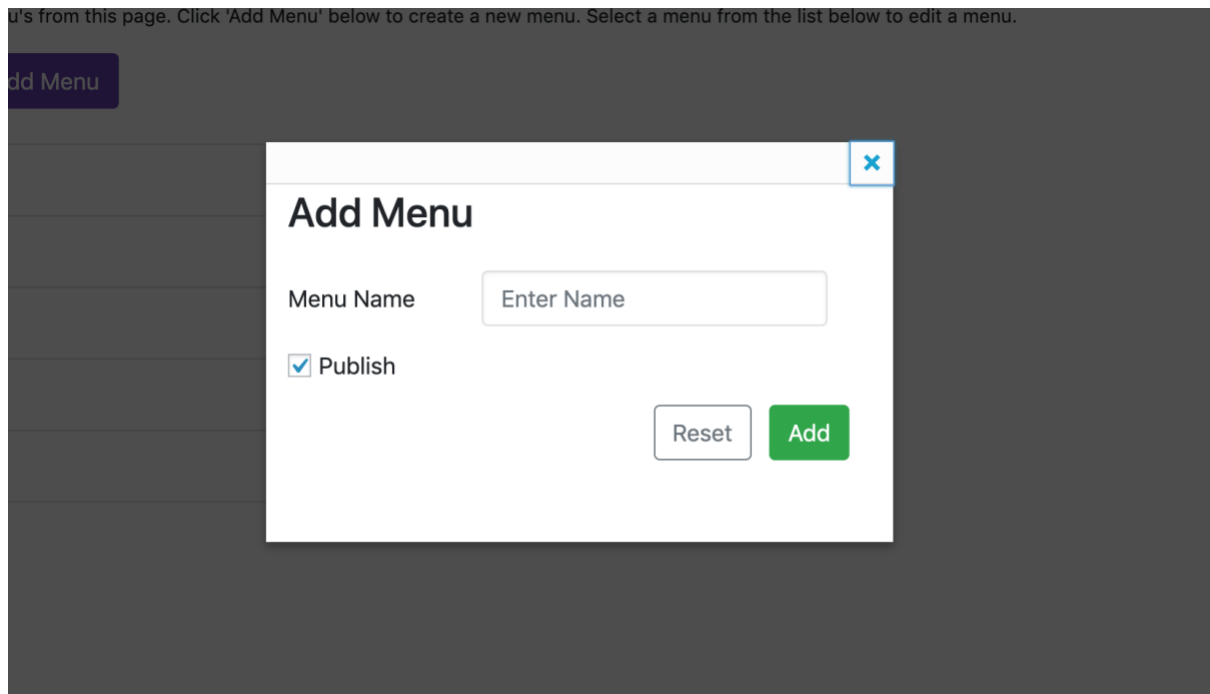 u's from this page. Click 'Add Menu' below to create a new menu. Select a menu from the list below to edit a menu.
dd Menu
Add Menu
Menu Name Enter Name
Publish
Reset Add